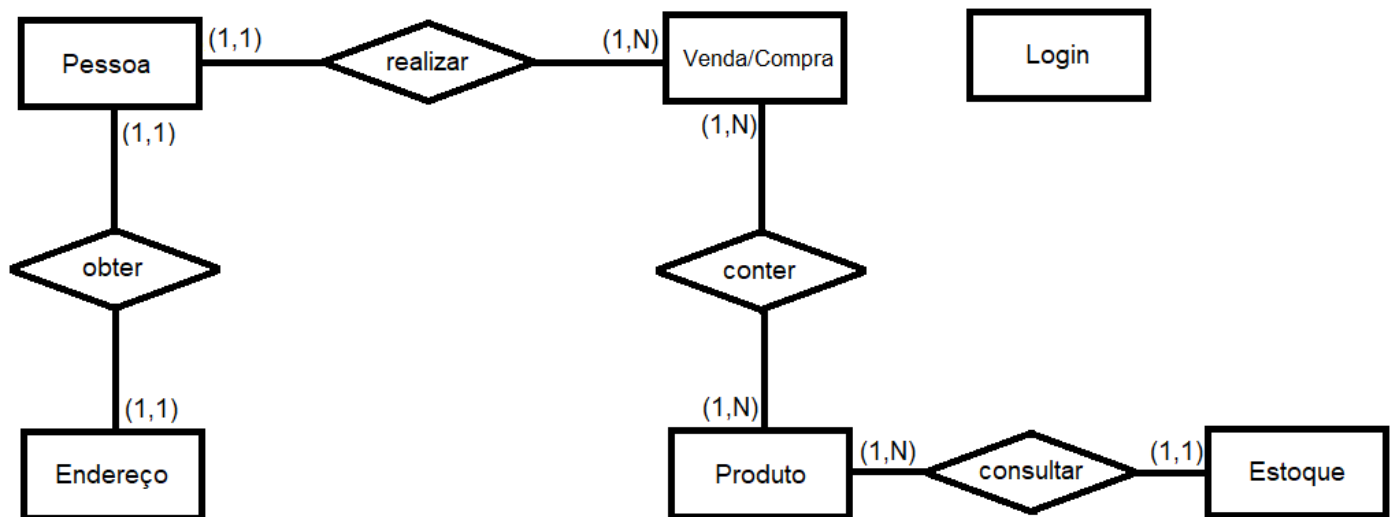 Pessoa
(1,1)
realizar
(1,N)
Venda/Compra
Login
(1,1)
(1,N)
obter
conter
(1,1)
(1,N)
Endereço
Produto
(1,N)
consultar
(1,1)
Estoque